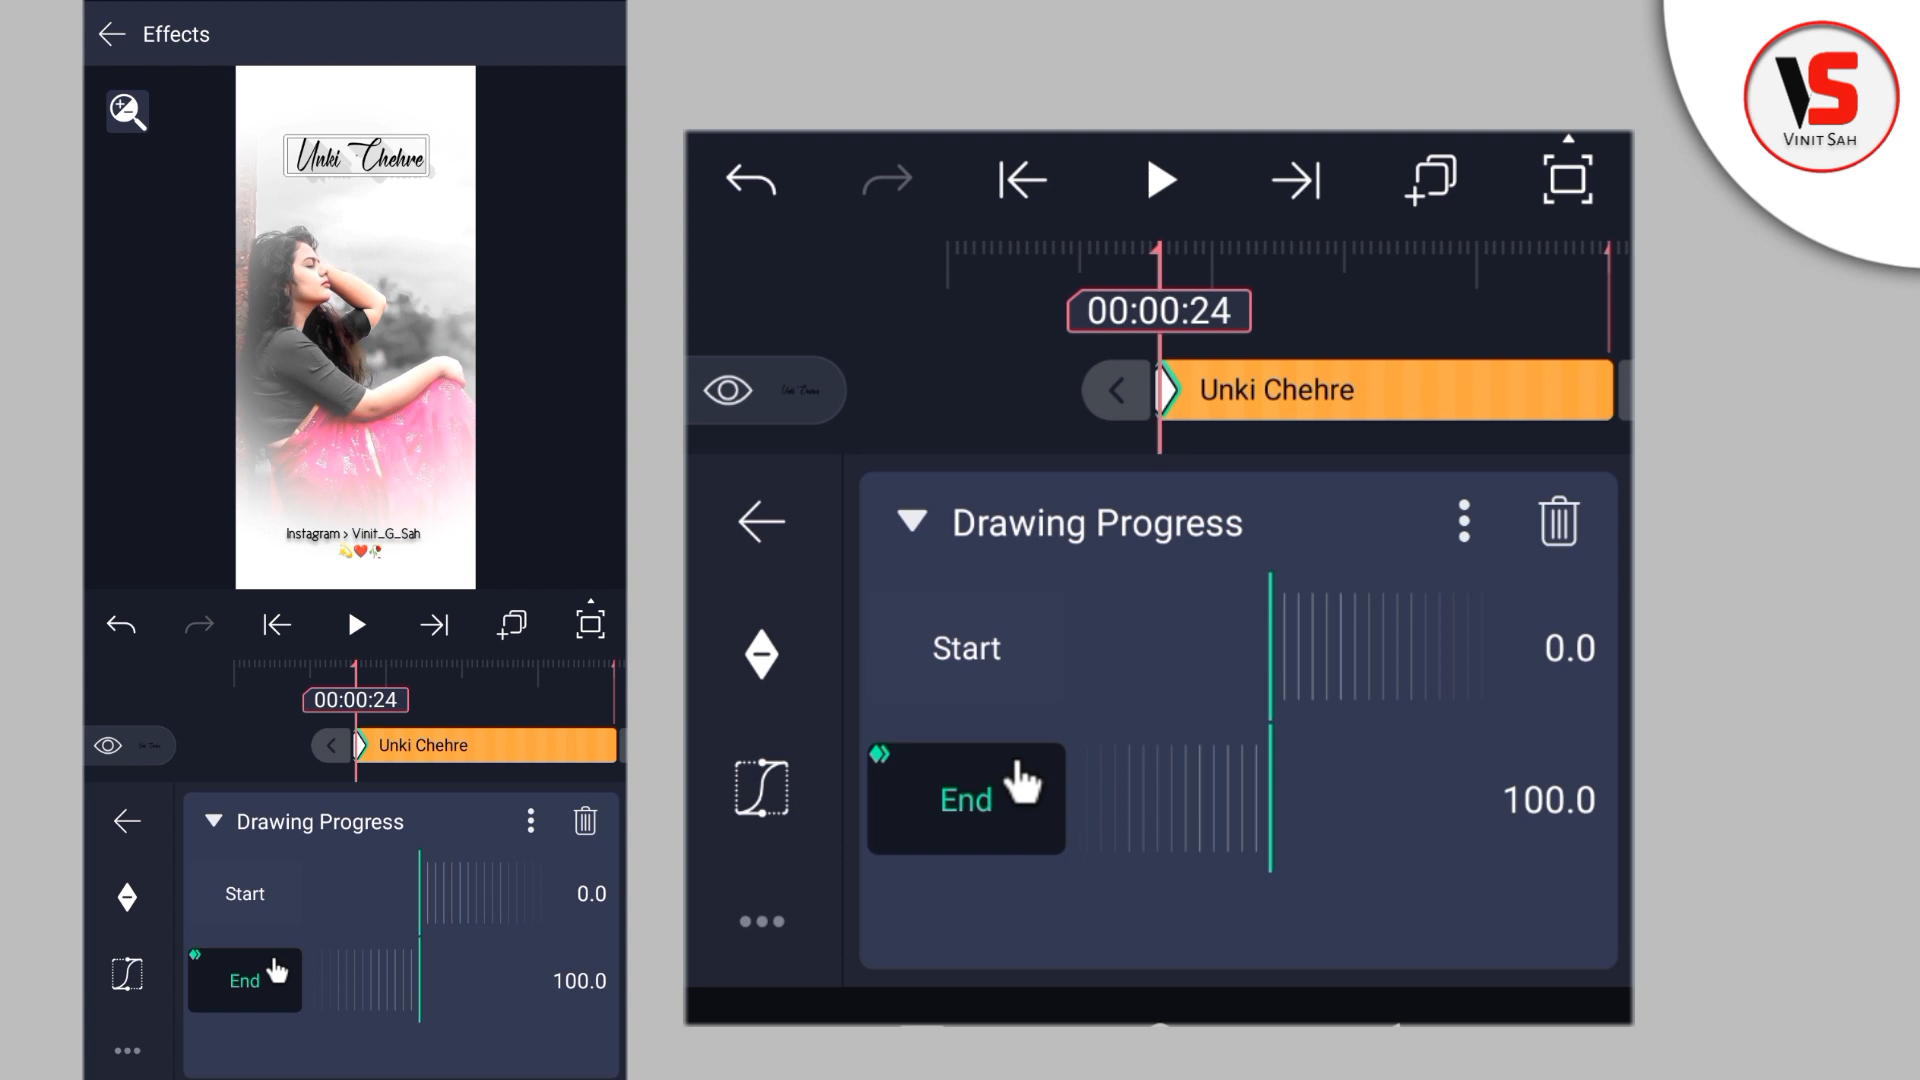 Effects
Unki Chehre
Instagram > Vinit_G_Sah
💫❤️🥀
00:00:24
Unki Chehre
Drawing Progress
Start
0.0
End
100.0
00:00:24
Unki Chehre
Drawing Progress
Start
0.0
End
100.0
VS
VINIT SAH